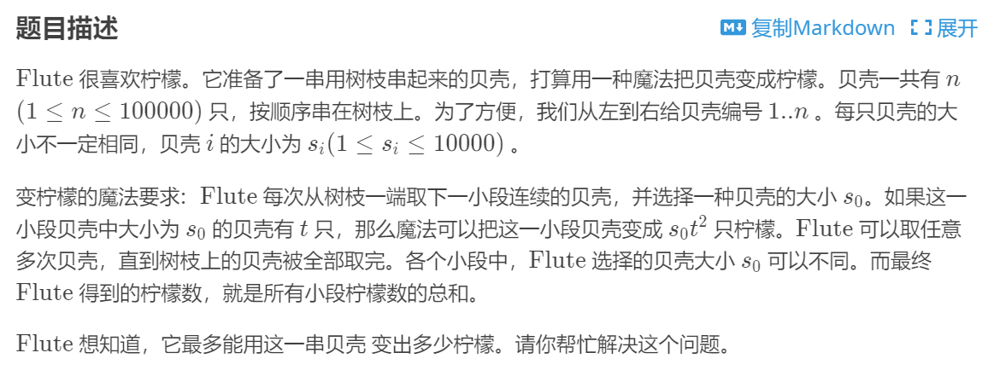 题目描述 复制Markdown 展开
Flute 很喜欢柠檬。它准备了一串用树枝串起来的贝壳，打算用一种魔法把贝壳变成柠檬。贝壳一共有 n
(1 ≤ n ≤ 100000) 只，按顺序串在树枝上。为了方便，我们从左到右给贝壳编号 1..n 。每只贝壳的大
小不一定相同，贝壳 i 的大小为 s_i(1 ≤ s_i ≤ 10000) 。
变柠檬的魔法要求：Flute 每次从树枝一端取下一小段连续的贝壳，并选择一种贝壳的大小 s_0。如果这一
小段贝壳中大小为 s_0 的贝壳有 t 只，那么魔法可以把这一小段贝壳变成 s_0t^2 只柠檬。Flute 可以取任意
多次贝壳，直到树枝上的贝壳被全部取完。各个小段中，Flute 选择的贝壳大小 s_0 可以不同。而最终
Flute 得到的柠檬数，就是所有小段柠檬数的总和。
Flute 想知道，它最多能用这一串贝壳 变出多少柠檬。请你帮忙解决这个问题。